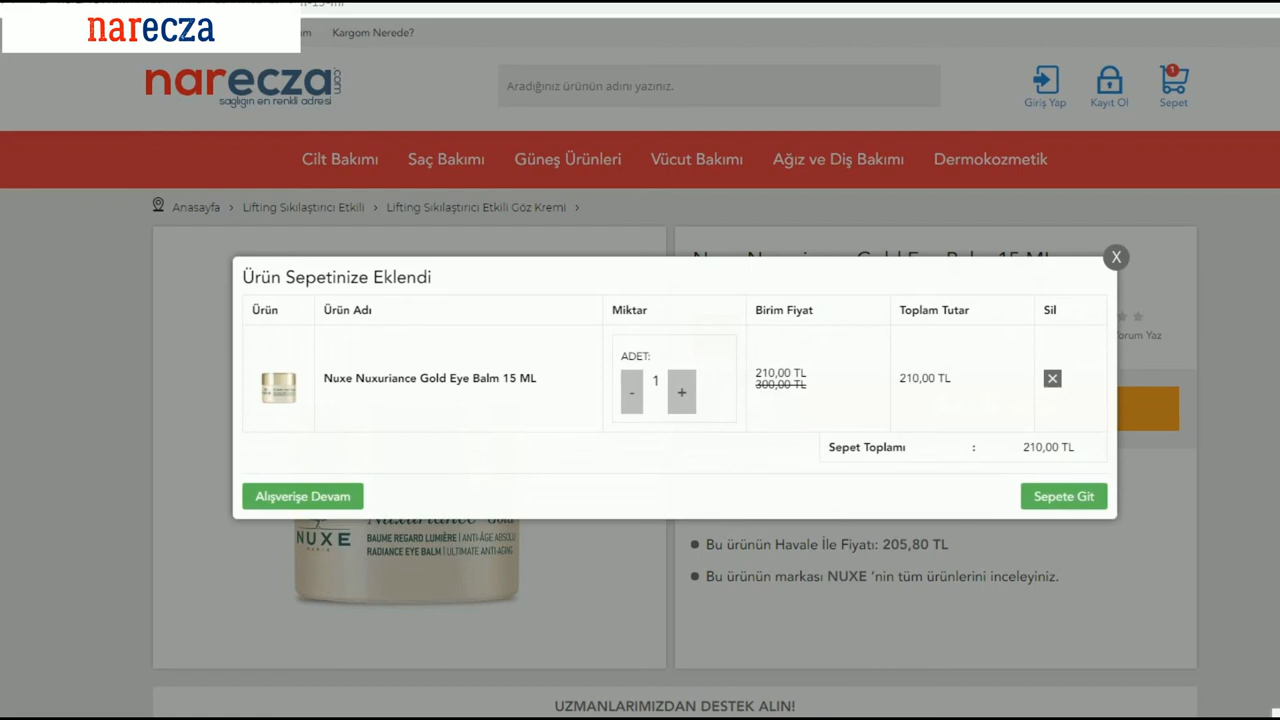 narecza
Kargom Nerede?
narecza.com
sağlığın en renkli adresi
Aradığınız ürünün adını yazınız.
1
Giriş Yap
Kayıt Ol
Sepet
Cilt Bakımı
Saç Bakımı
Güneş Ürünleri
Vücut Bakımı
Ağız ve Diş Bakımı
Dermokozmetik
Anasayfa > Lifting Sıkılaştırıcı Etkili > Lifting Sıkılaştırıcı Etkili Göz Kremi >
X
Ürün Sepetinize Eklendi
Ürün Ürün Adı Miktar Birim Fiyat Toplam Tutar Sil
Yorum Yaz
ADET:
- 1 +
Nuxe Nuxuriance Gold Eye Balm 15 ML
210,00 TL
300,00 TL
210,00 TL
Sepet Toplamı : 210,00 TL
Alışverişe Devam
Sepete Git
Nuxuriance Gold
NUXE
PARIS
BAUME REGARD LUMIÈRE | ANTI-ÂGE ABSOLU
RADIANCE EYE BALM | ULTIMATE ANTI-AGING
Bu ürünün Havale İle Fiyatı: 205,80 TL
Bu ürünün markası NUXE 'nin tüm ürünlerini inceleyiniz.
UZMANLARIMIZDAN DESTEK ALIN!